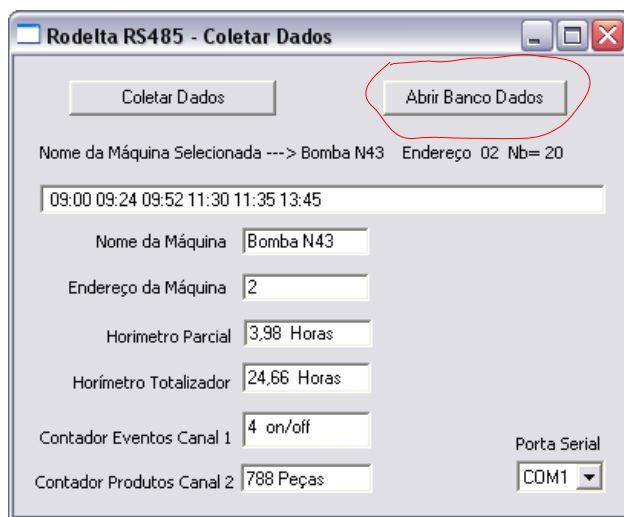 Rodelta RS485 - Coletar Dados
Coletar Dados
Abrir Banco Dados
Nome da Máquina Selecionada ---> Bomba N43 Endereço 02 Nb= 20
09:00 09:24 09:52 11:30 11:35 13:45
Nome da Máquina Bomba N43
Endereço da Máquina 2
Horimetro Parcial 3,98 Horas
Horímetro Totalizador 24,66 Horas
Contador Eventos Canal 1 4 on/off
Porta Serial
Contador Produtos Canal 2 788 Peças COM1